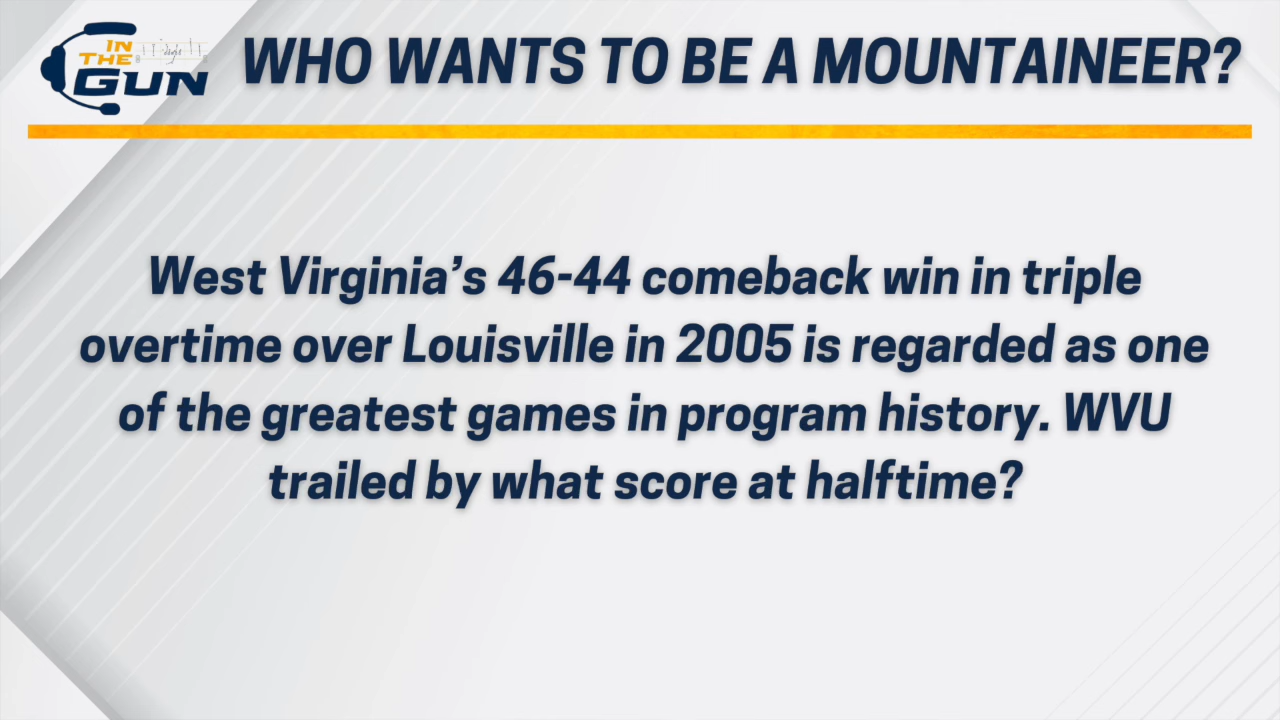 IN
THE
GUN
WHO WANTS TO BE A MOUNTAINEER?
West Virginia’s 46-44 comeback win in triple
overtime over Louisville in 2005 is regarded as one
of the greatest games in program history. WVU
trailed by what score at halftime?